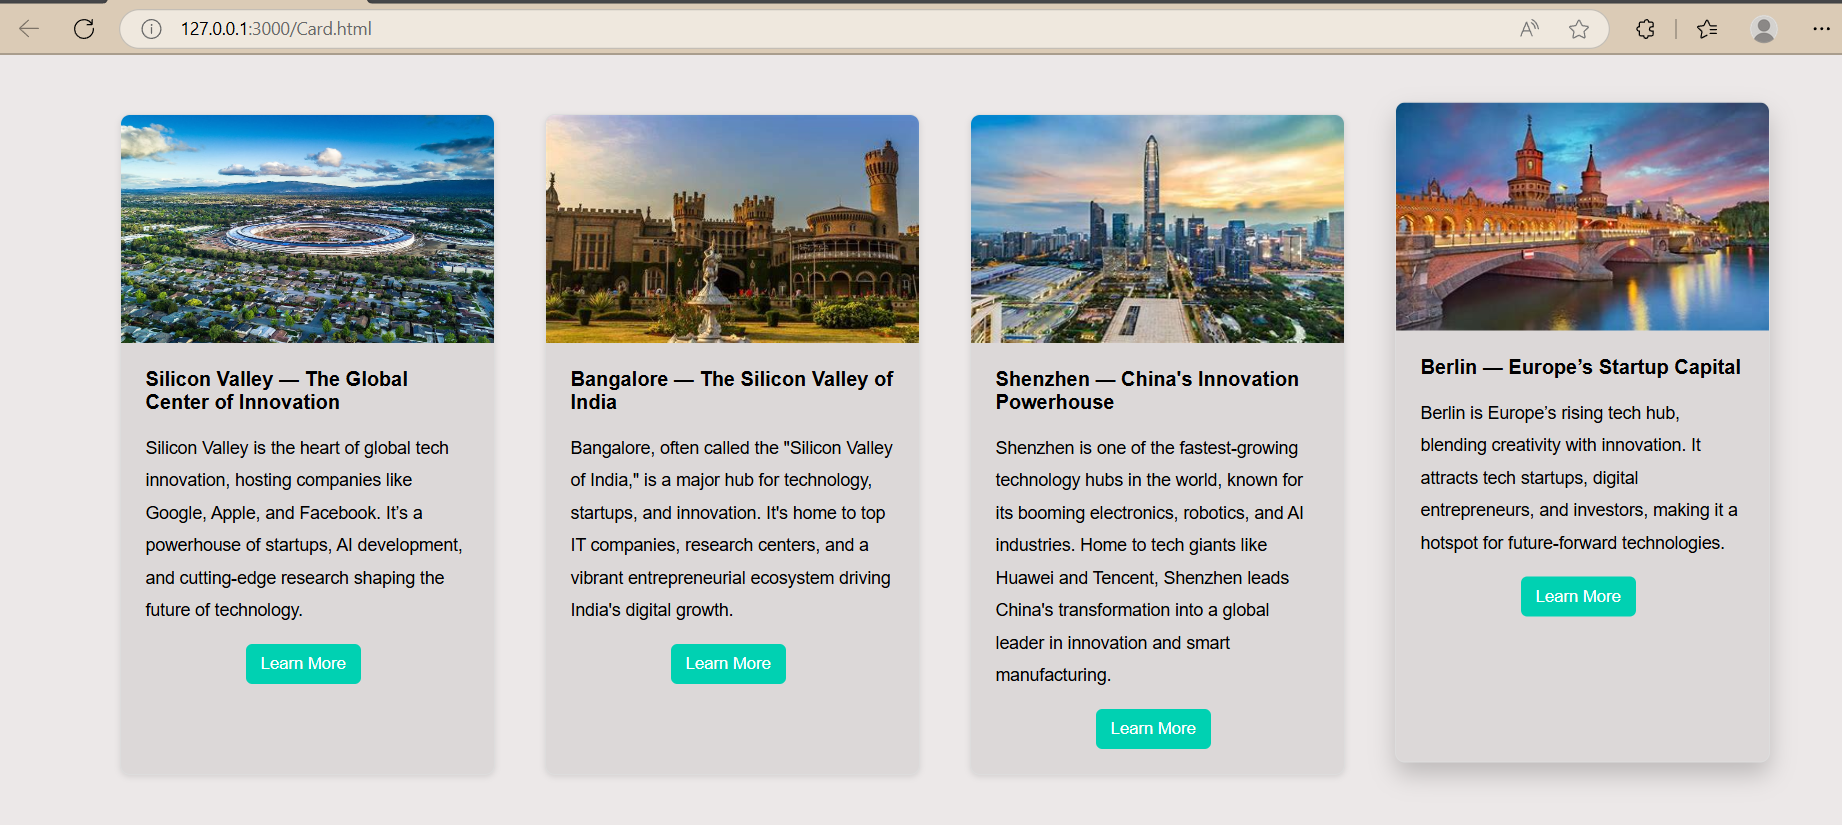 127.0.0.1:3000/Card.html
Silicon Valley — The Global
Center of Innovation
Silicon Valley is the heart of global tech
innovation, hosting companies like
Google, Apple, and Facebook. It’s a
powerhouse of startups, AI development,
and cutting-edge research shaping the
future of technology.
Learn More
Bangalore — The Silicon Valley of
India
Bangalore, often called the "Silicon Valley
of India," is a major hub for technology,
startups, and innovation. It's home to top
IT companies, research centers, and a
vibrant entrepreneurial ecosystem driving
India's digital growth.
Learn More
Shenzhen — China's Innovation
Powerhouse
Shenzhen is one of the fastest-growing
technology hubs in the world, known for
its booming electronics, robotics, and AI
industries. Home to tech giants like
Huawei and Tencent, Shenzhen leads
China's transformation into a global
leader in innovation and smart
manufacturing.
Learn More
Berlin — Europe’s Startup Capital
Berlin is Europe’s rising tech hub,
blending creativity with innovation. It
attracts tech startups, digital
entrepreneurs, and investors, making it a
hotspot for future-forward technologies.
Learn More